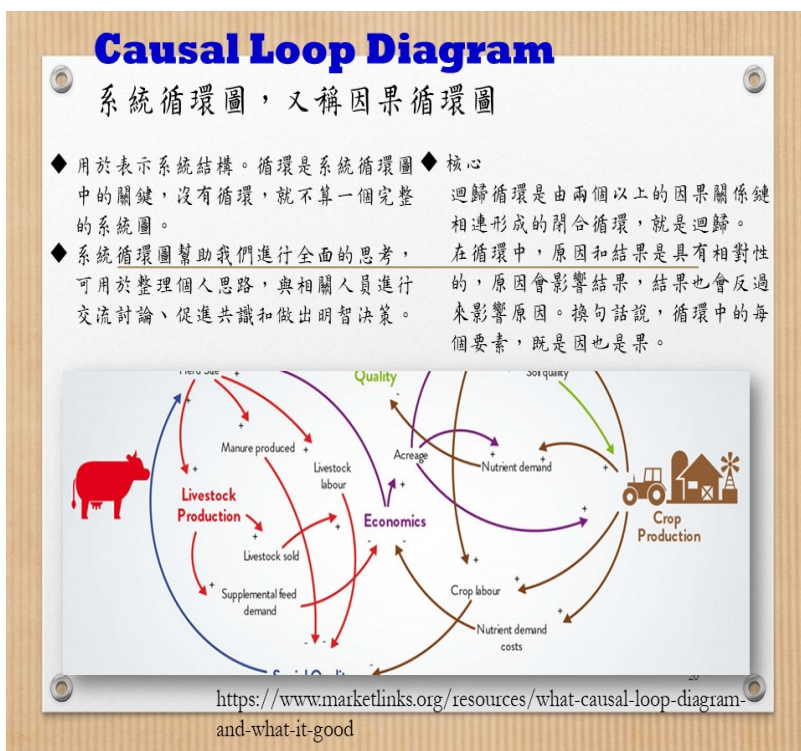 Causal Loop Diagram
系統循環圖，又稱因果循環圖
◆ 用於表示系統結構。循環是系統循環圖
中的關鍵，沒有循環，就不算一個完整
的系統圖。
◆ 系統循環圖幫助我們進行全面的思考，
可用於整理個人思路，與相關人員進行
交流討論、促進共識和做出明智決策。
◆ 核心
迴歸循環是由兩個以上的因果關係鏈
相連形成的閉合循環，就是迴歸。
在循環中，原因和結果是具有相對性
的，原因會影響結果，結果也會反過
來影響原因。換句話說，循環中的每
個要素，既是因也是果。
Herd Size
Quality
Soil quality
Manure produced
Livestock
labour
Acreage
Nutrient demand
Livestock
Production
Economics
Crop
Production
Livestock sold
Supplemental feed
demand
Crop labour
Nutrient demand
costs
Social Quality
https://www.marketlinks.org/resources/what-causal-loop-diagram-
and-what-it-good